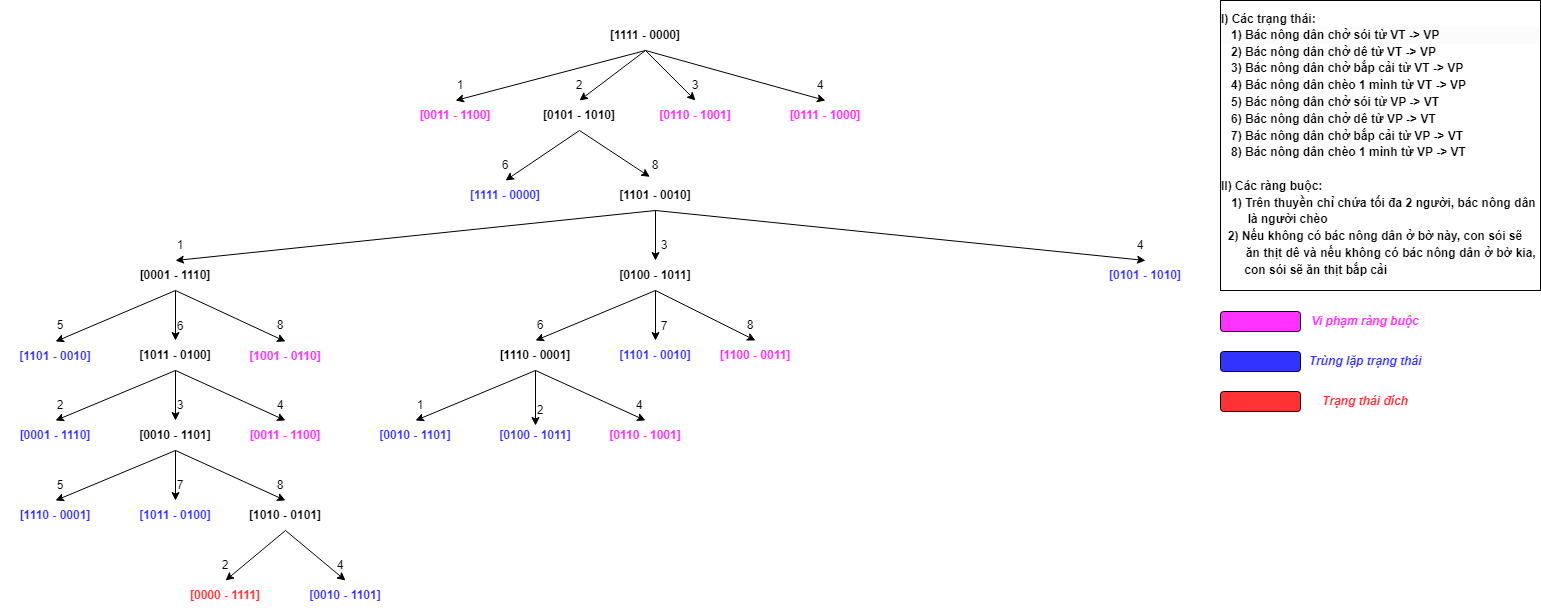 [1111 - 0000]
1 2 3 4
[0011 - 1100] [0101 - 1010] [0110 - 1001] [0111 - 1000]
6 8
[1111 - 0000] [1101 - 0010]
1 3 4
[0001 - 1110] [0100 - 1011] [0101 - 1010]
5 6 8 6 7 8
[1101 - 0010] [1011 - 0100] [1001 - 0110] [1110 - 0001] [1101 - 0010] [1100 - 0011]
2 3 4 1 2 4
[0001 - 1110] [0010 - 1101] [0011 - 1100] [0010 - 1101] [0100 - 1011] [0110 - 1001]
5 7 8
[1110 - 0001] [1011 - 0100] [1010 - 0101]
2 4
[0000 - 1111] [0010 - 1101]
I) Các trạng thái:
1) Bác nông dân chở sói từ VT -> VP
2) Bác nông dân chở dê từ VT -> VP
3) Bác nông dân chở bắp cải từ VT -> VP
4) Bác nông dân chèo 1 mình từ VT -> VP
5) Bác nông dân chở sói từ VP -> VT
6) Bác nông dân chở dê từ VP -> VT
7) Bác nông dân chở bắp cải từ VP -> VT
8) Bác nông dân chèo 1 mình từ VP -> VT
II) Các ràng buộc:
1) Trên thuyền chỉ chứa tối đa 2 người, bác nông dân
là người chèo
2) Nếu không có bác nông dân ở bờ này, con sói sẽ
ăn thịt dê và nếu không có bác nông dân ở bờ kia,
con sói sẽ ăn thịt bắp cải
Vi phạm ràng buộc
Trùng lặp trạng thái
Trạng thái đích